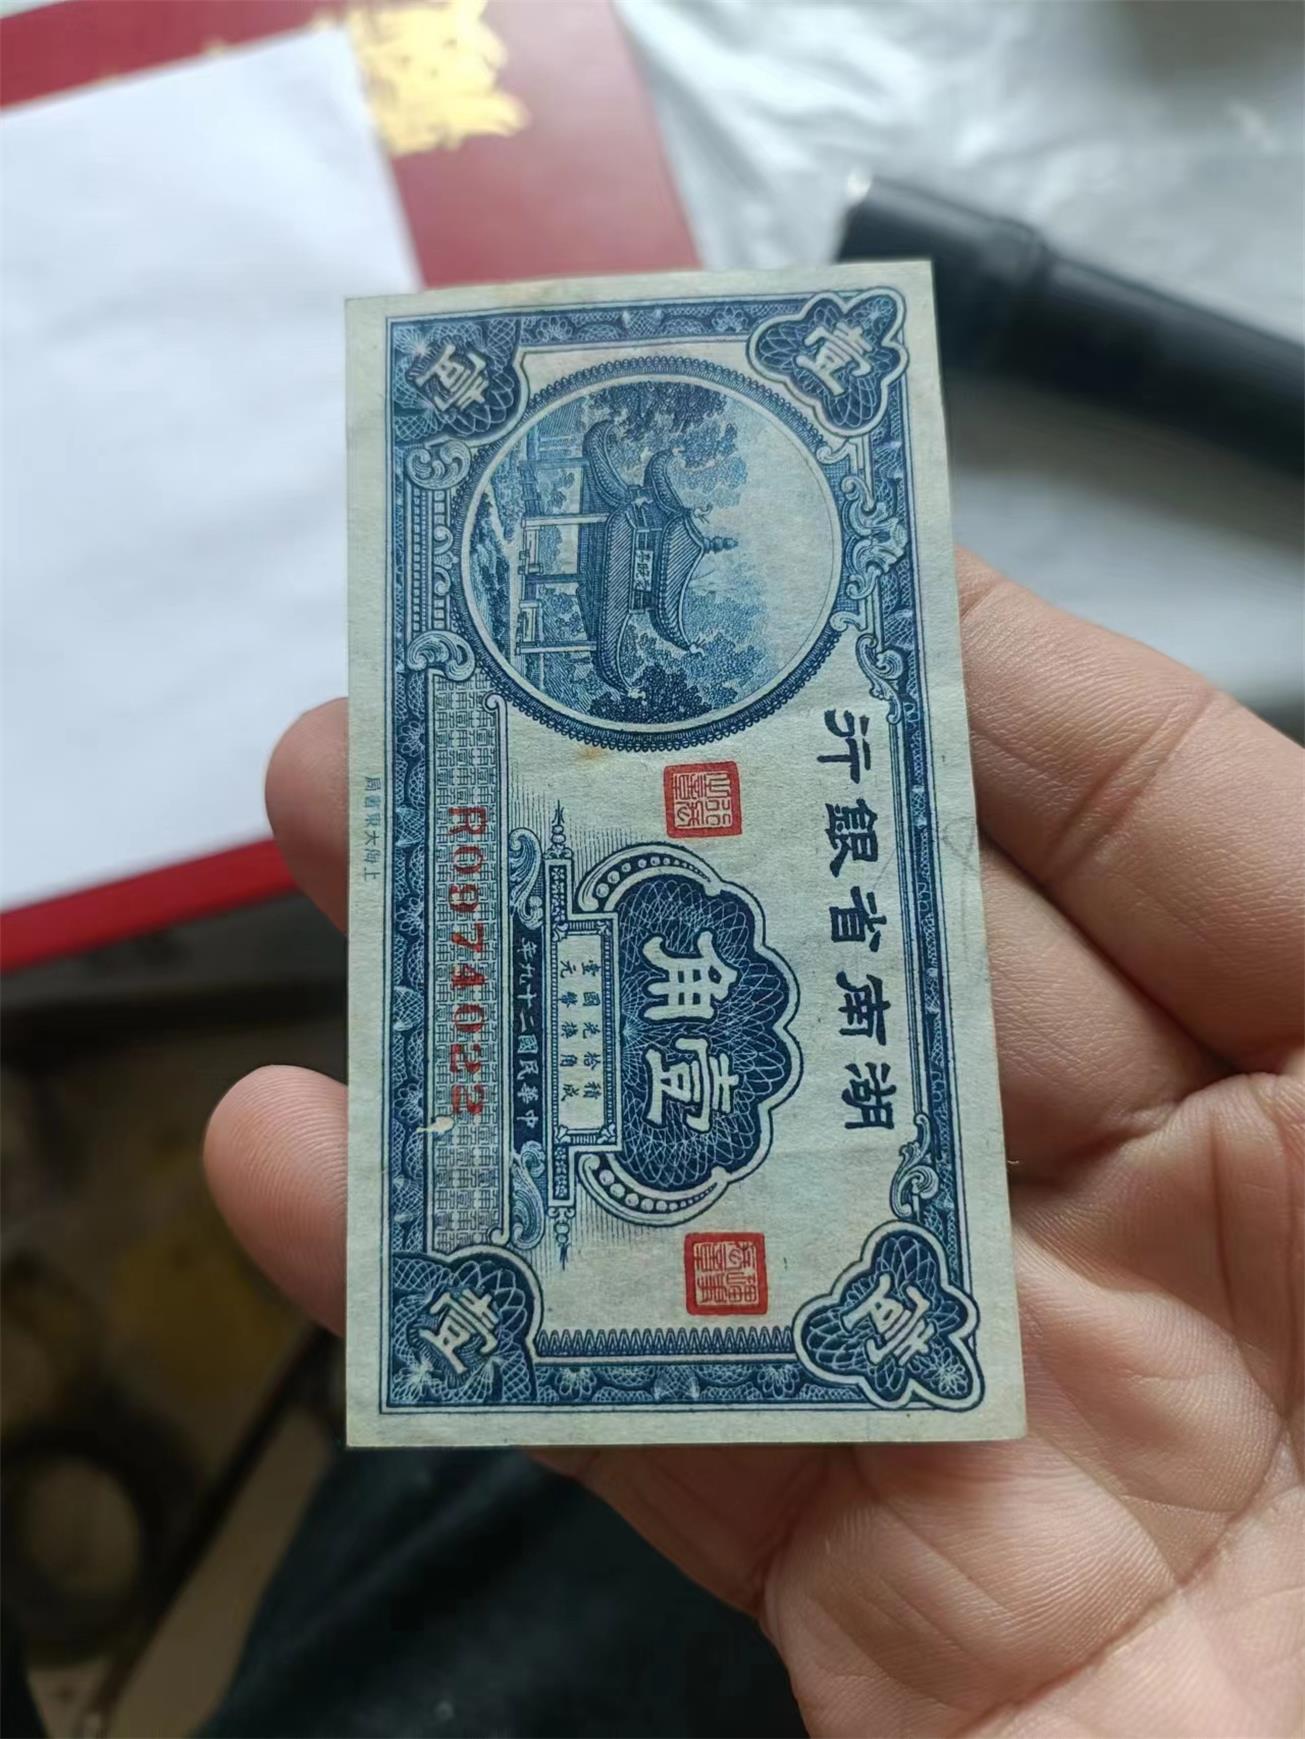 湖南省銀行
壹
壹
壹角
積成拾角兌換國幣壹元
中華民國二十九年
R0974022
壹
壹
上海大東書局